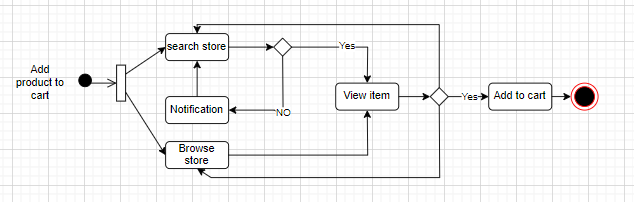 Add
product to
cart
search store
Yes
Notification
NO
Browse
store
View item
Yes
Add to cart